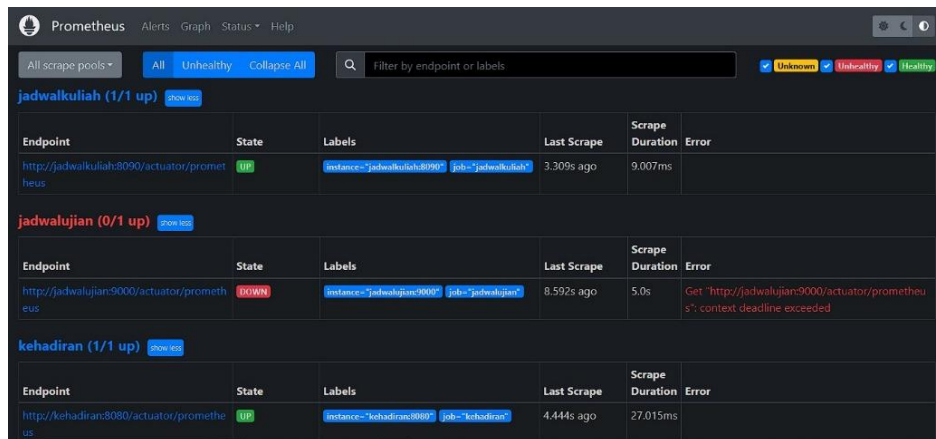 Prometheus Alerts Graph Status Help
All scrape pools All Unhealthy Collapse All Filter by endpoint or labels Unknown Unhealthy Healthy
jadwalkuliah (1/1 up) show less
Scrape
Endpoint State Labels Last Scrape Duration Error
http://jadwalkuliah:8090/actuator/promet UP instance="jadwalkuliah:8090" job="jadwalkuliah" 3.309s ago 9.007ms
heus
jadwalujian (0/1 up) show less
Scrape
Endpoint State Labels Last Scrape Duration Error
http://jadwalujian:9000/actuator/prometh DOWN instance="jadwalujian:9000" job="jadwalujian" 8.592s ago 5.0s Get "http://jadwalujian:9000/actuator/prometheu
eus s": context deadline exceeded
kehadiran (1/1 up) show less
Scrape
Endpoint State Labels Last Scrape Duration Error
http://kehadiran:8080/actuator/promethe UP instance="kehadiran:8080" job="kehadiran" 4.444s ago 27.015ms
us